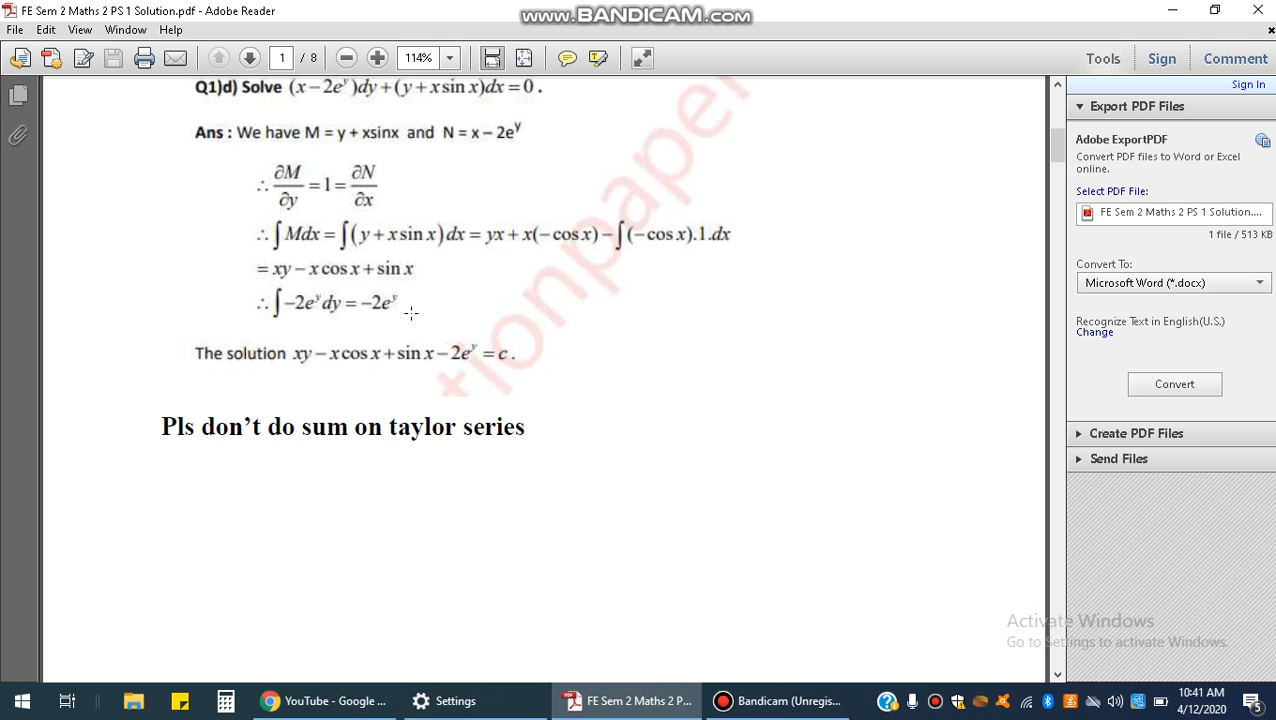 FE Sem 2 Maths 2 PS 1 Solution.pdf - Adobe Reader
www.BANDICAM.com
File Edit View Window Help
1 / 8 114% Tools Sign Comment
Sign In
Q1)d) Solve (x − 2e^y)dy + (y + x sin x)dx = 0 .
Ans : We have M = y + xsinx and N = x − 2e^y
∴ ∂M/∂y = 1 = ∂N/∂x
∴ ∫Mdx = ∫(y + x sin x)dx = yx + x(−cos x) − ∫(−cos x).1.dx
= xy − x cos x + sin x
∴ ∫−2e^y dy = −2e^y
The solution xy − x cos x + sin x − 2e^y = c .
Pls don’t do sum on taylor series
tionpape
Export PDF Files
Adobe ExportPDF
Convert PDF files to Word or Excel
online.
Select PDF File:
FE Sem 2 Maths 2 PS 1 Solution....
1 file / 513 KB
Convert To:
Microsoft Word (*.docx)
Recognize Text in English(U.S.)
Change
Convert
Create PDF Files
Send Files
Activate Windows
Go to Settings to activate Windows.
YouTube - Google ... Settings FE Sem 2 Maths 2 P... Bandicam (Unregis...
10:41 AM
4/12/2020
5